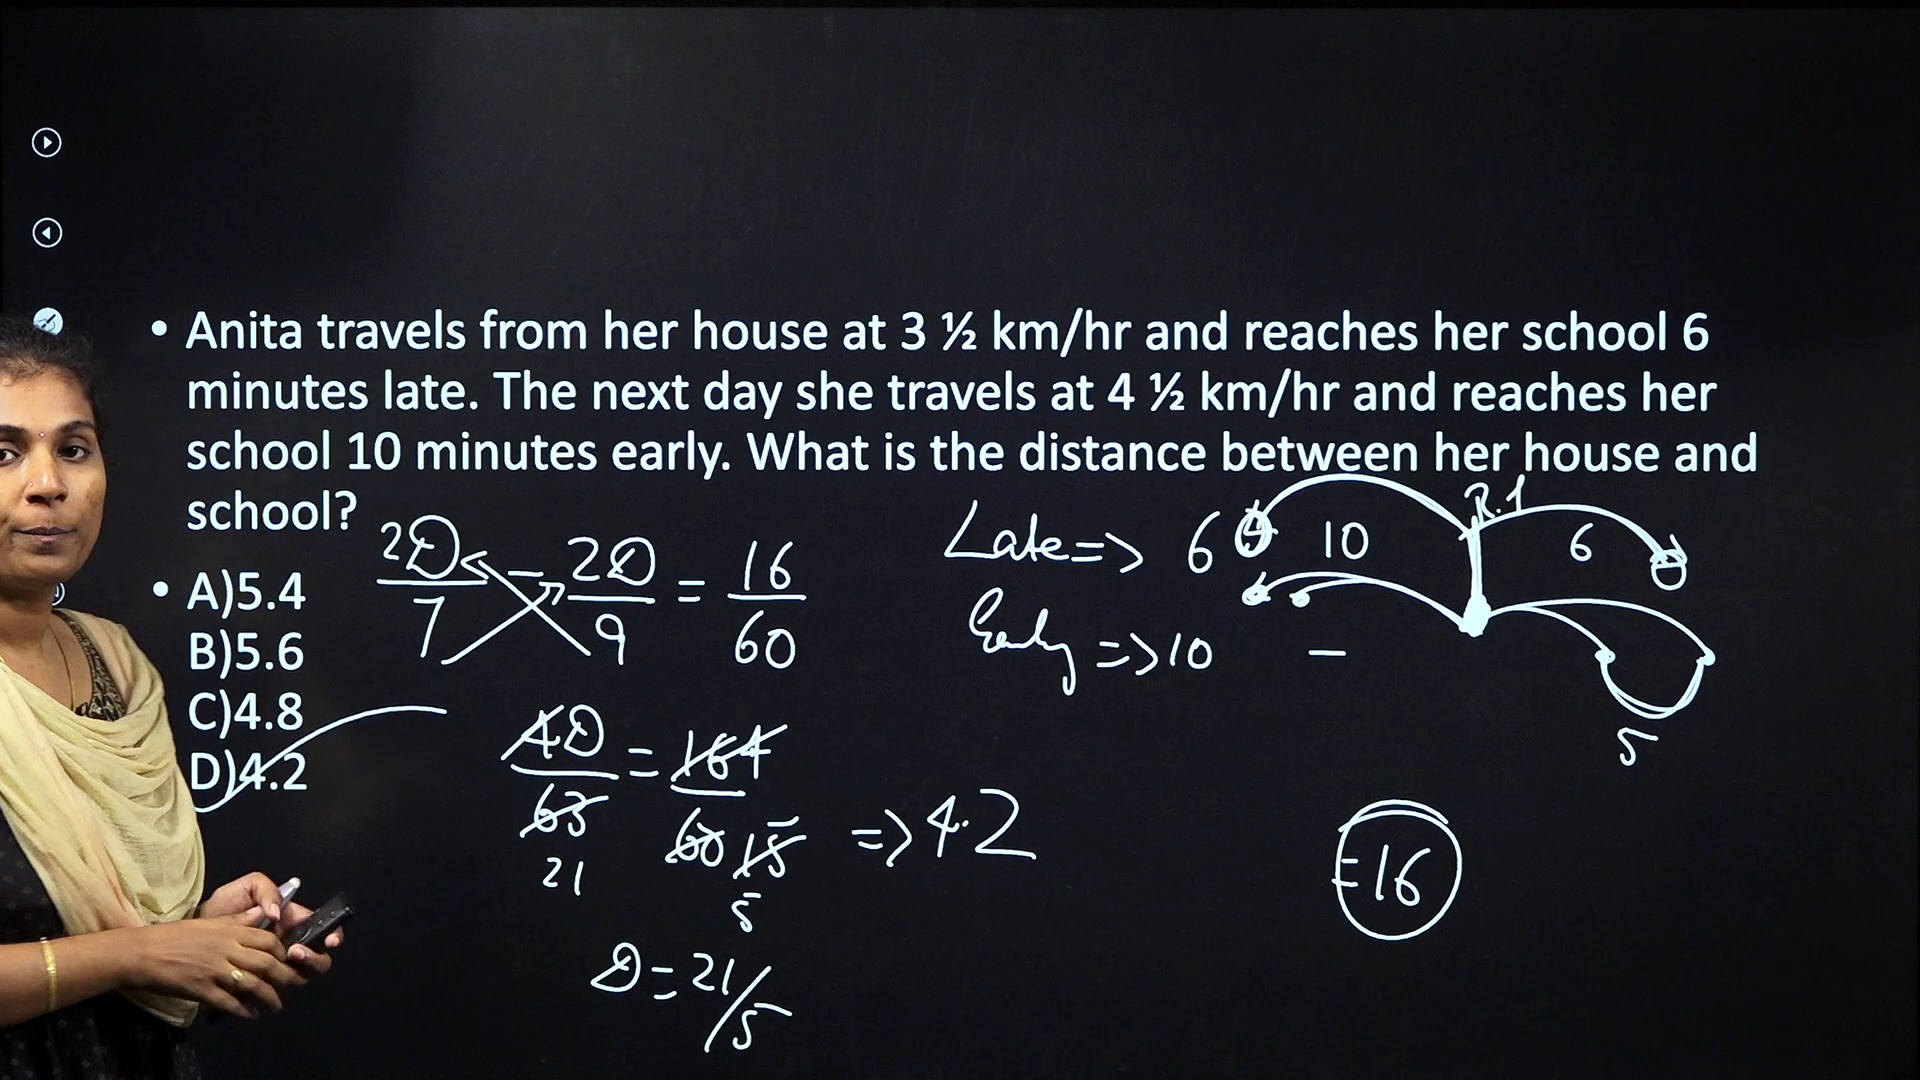 • Anita travels from her house at 3 ½ km/hr and reaches her school 6
minutes late. The next day she travels at 4 ½ km/hr and reaches her
school 10 minutes early. What is the distance between her house and
school?
• A)5.4
B)5.6
C)4.8
D)4.2
2D/7 - 2D/9 = 16/60
4D/63 = 16 4/60 15
21
5
=> 4.2
D = 21/5
Late => 6
Early => 10 -
R.T
10
6
5
= 16